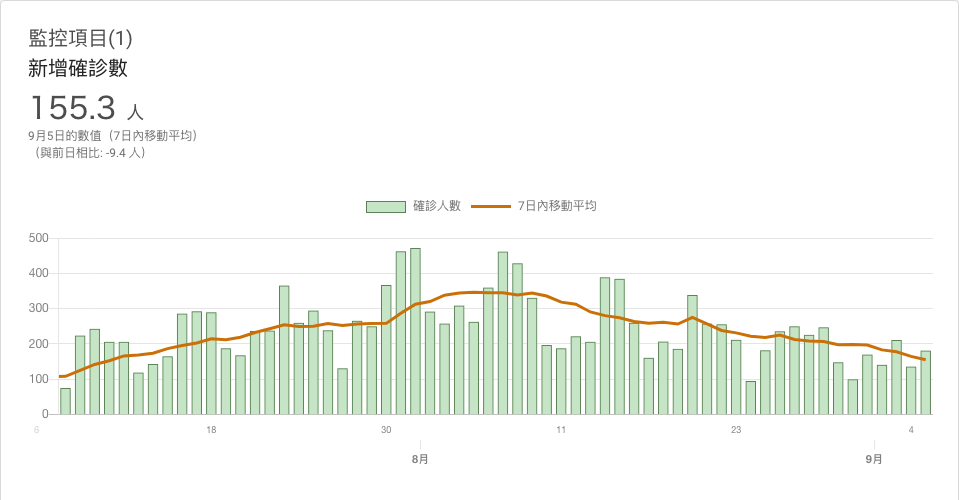 監控項目(1)
新增確診數
155.3 人
9月5日的數值（7日內移動平均）
（與前日相比: -9.4 人）
確診人數 7日內移動平均
500
400
300
200
100
0
6 18 30 11 23 4
8月 9月